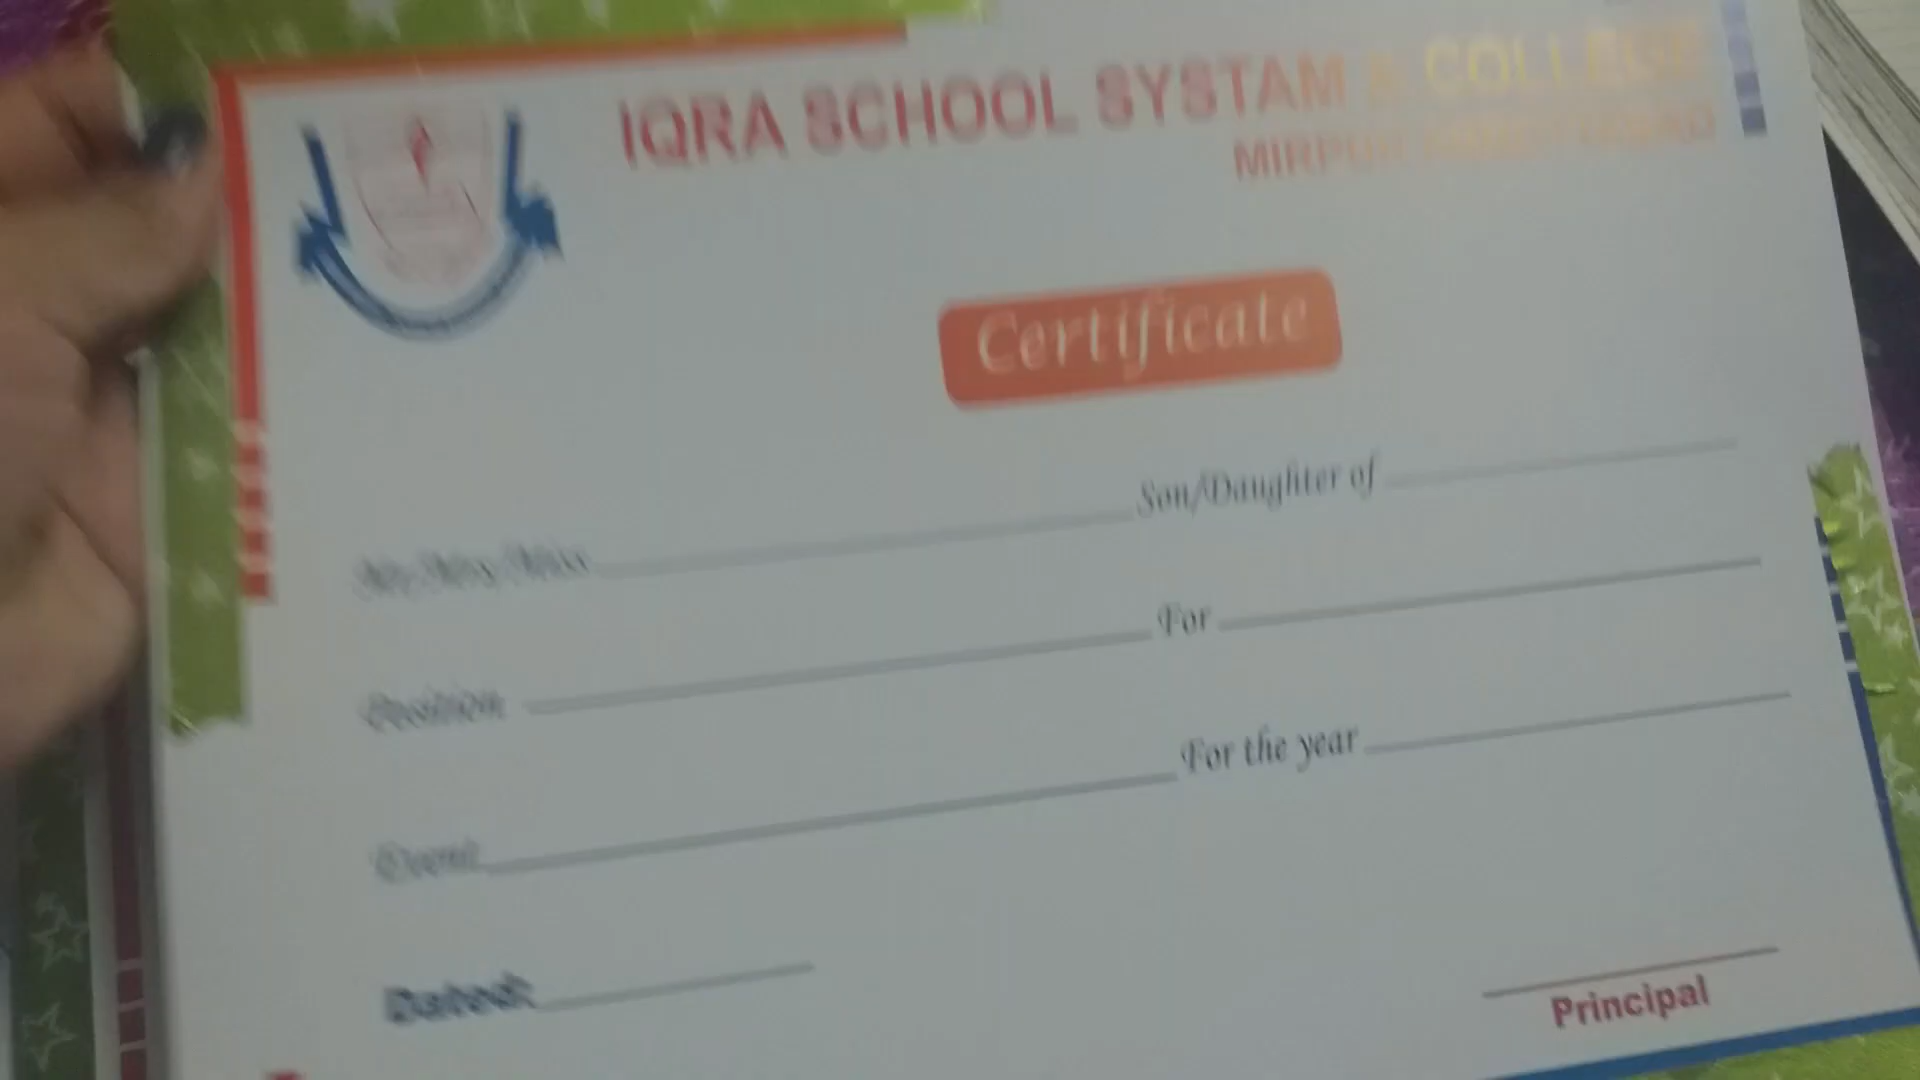 IQRA SCHOOL SYSTAM & COLLEGE
MIRPUR ABBOTTABAD
Certificate
Mr/Mrs/Miss Son/Daughter of
Position For
Event For the year
Dated:
Principal